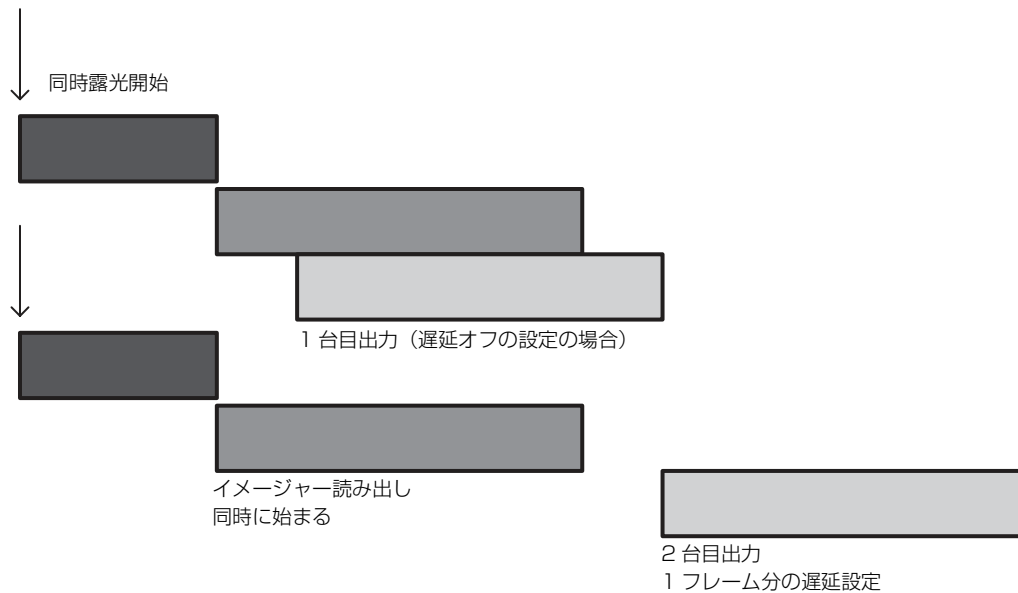 同時露光開始
1 台目出力（遅延オフの設定の場合）
イメージャー読み出し
同時に始まる
2 台目出力
1 フレーム分の遅延設定